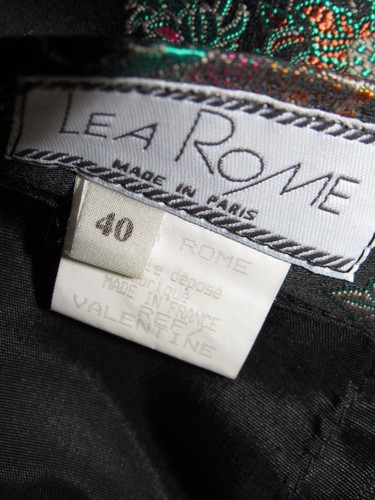 LEA ROME
MADE IN PARIS
40
ROME
déposé
MADE IN FRANCE
REF:
VALENTINE